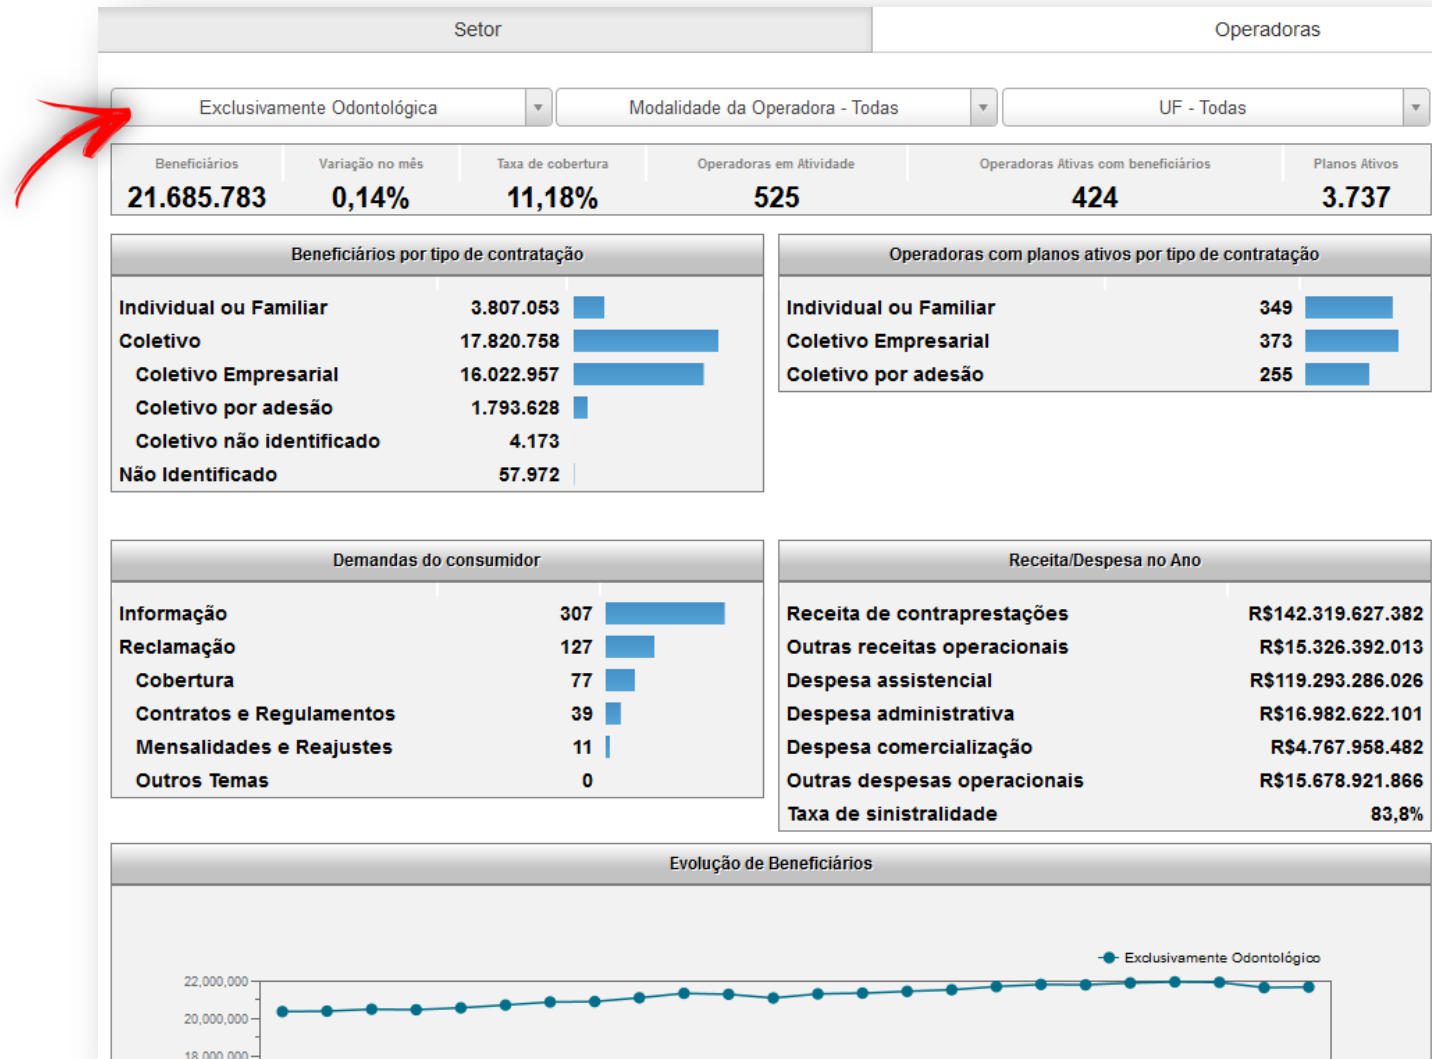 Setor Operadoras
Exclusivamente Odontológica Modalidade da Operadora - Todas UF - Todas
Beneficiários Variação no mês Taxa de cobertura Operadoras em Atividade Operadoras Ativas com beneficiários Planos Ativos
21.685.783 0,14% 11,18% 525 424 3.737
Beneficiários por tipo de contratação
Individual ou Familiar 3.807.053
Coletivo 17.820.758
Coletivo Empresarial 16.022.957
Coletivo por adesão 1.793.628
Coletivo não identificado 4.173
Não Identificado 57.972
Operadoras com planos ativos por tipo de contratação
Individual ou Familiar 349
Coletivo Empresarial 373
Coletivo por adesão 255
Demandas do consumidor
Informação 307
Reclamação 127
Cobertura 77
Contratos e Regulamentos 39
Mensalidades e Reajustes 11
Outros Temas 0
Receita/Despesa no Ano
Receita de contraprestações R$142.319.627.382
Outras receitas operacionais R$15.326.392.013
Despesa assistencial R$119.293.286.026
Despesa administrativa R$16.982.622.101
Despesa comercialização R$4.767.958.482
Outras despesas operacionais R$15.678.921.866
Taxa de sinistralidade 83,8%
Evolução de Beneficiários
Exclusivamente Odontológico
22,000,000
20,000,000
18,000,000